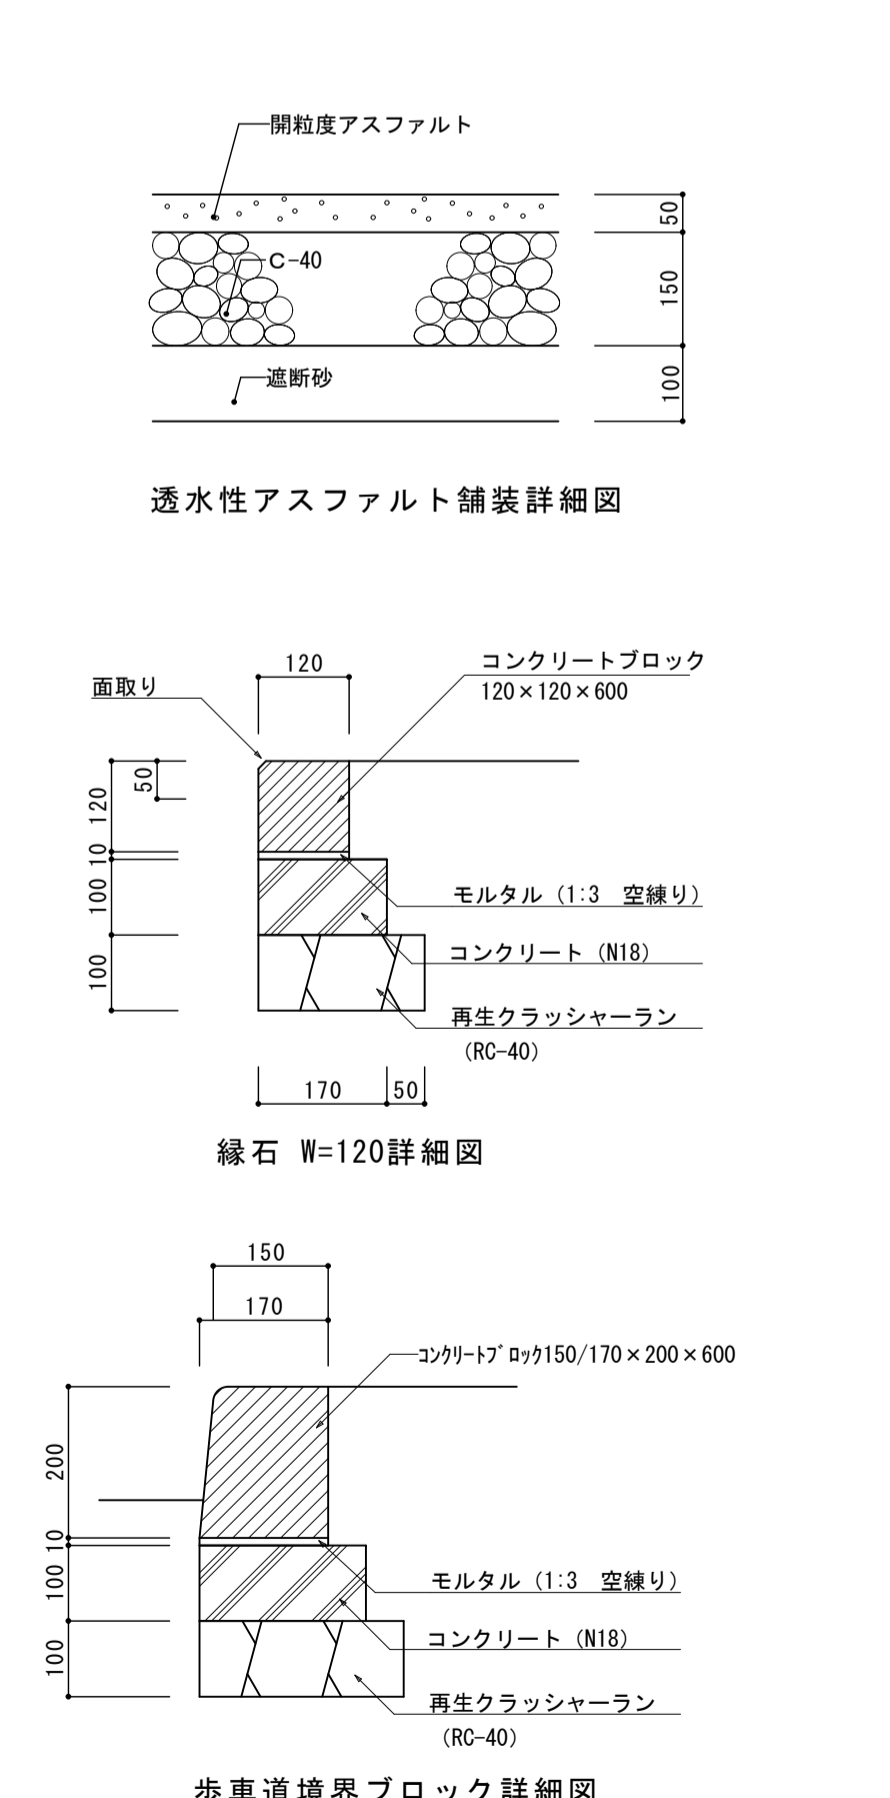 開粒度アスファルト
50
C-40
150
遮断砂
100
透水性アスファルト舗装詳細図
120
コンクリートブロック
120×120×600
面取り
50
120
10
モルタル（1:3　空練り）
100
コンクリート（N18）
100
再生クラッシャーラン
（RC-40）
170
50
縁石 W=120詳細図
150
170
ｺﾝｸﾘｰﾄﾌﾞﾛｯｸ150/170×200×600
200
10
モルタル（1:3　空練り）
100
コンクリート（N18）
100
再生クラッシャーラン
（RC-40）
歩車道境界ブロック詳細図